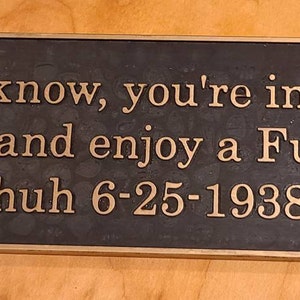 know, you're in
and enjoy a Fu
huh 6-25-1938